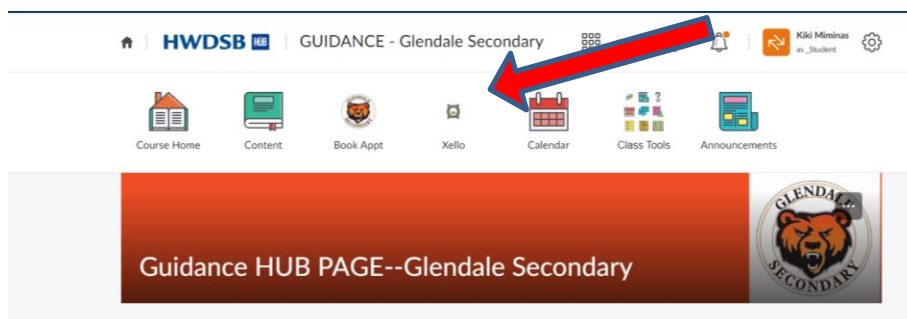 HWDSB HUB GUIDANCE - Glendale Secondary Kiki Miminas
as _Student
Course Home Content Book Appt Xello Calendar Class Tools Announcements
Guidance HUB PAGE--Glendale Secondary
GLENDALE
SECONDARY